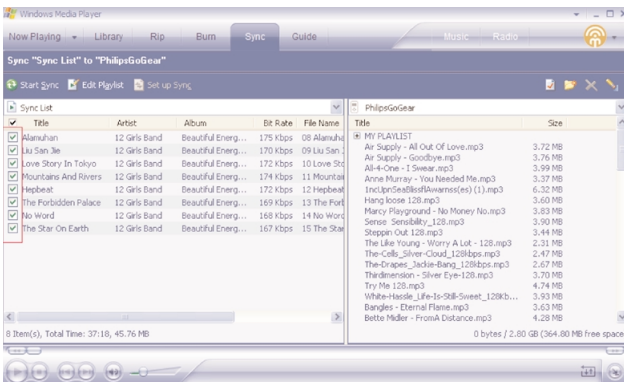 Windows Media Player
Now Playing Library Rip Burn Sync Guide Music Radio
Sync "Sync List" to "PhilipsGoGear"
Start Sync Edit Playlist Set up Sync
Sync List
Title Artist Album Bit Rate File Name
Alamuhan 12 Girls Band Beautiful Energ... 175 Kbps 08 Alamuha
Liu San Jie 12 Girls Band Beautiful Energ... 170 Kbps 09 Liu San
Love Story In Tokyo 12 Girls Band Beautiful Energ... 172 Kbps 10 Love Sto
Mountains And Rivers 12 Girls Band Beautiful Energ... 174 Kbps 11 Mountai
Hepbeat 12 Girls Band Beautiful Energ... 172 Kbps 12 Hepbeat
The Forbidden Palace 12 Girls Band Beautiful Energ... 169 Kbps 13 The Forb
No Word 12 Girls Band Beautiful Energ... 168 Kbps 14 No Word
The Star On Earth 12 Girls Band Beautiful Energ... 167 Kbps 15 The Star
8 Item(s), Total Time: 37:18, 45.76 MB
PhilipsGoGear
Title Size
MY PLAYLIST
Air Supply - All Out Of Love.mp3 3.72 MB
Air Supply - Goodbye.mp3 3.76 MB
All-4-One - I Swear.mp3 3.99 MB
Anne Murray - You Needed Me.mp3 3.37 MB
(1).mp3 6.32 MB
Hang loose 128.mp3 3.60 MB
Marcy Playground - No Money No.mp3 3.83 MB
Sense Sensibility_128.mp3 3.90 MB
Steppin Out 128.mp3 3.44 MB
The Like Young - Worry A Lot - 128.mp3 2.31 MB
The-Cells_Silver-Cloud_128kbps.mp3 2.47 MB
The-Drapes_Jackie-Bang_128kbps.mp3 2.67 MB
Thirdimension - Silver Eye-128.mp3 3.70 MB
Try Me 128.mp3 4.74 MB
White-Hassle_Life-Is-Still-Sweet_128Kb... 3.93 MB
Bangles - Eternal Flame.mp3 3.63 MB
Bette Midler - FromA Distance.mp3 4.28 MB
0 bytes / 2.80 GB (364.80 MB free space